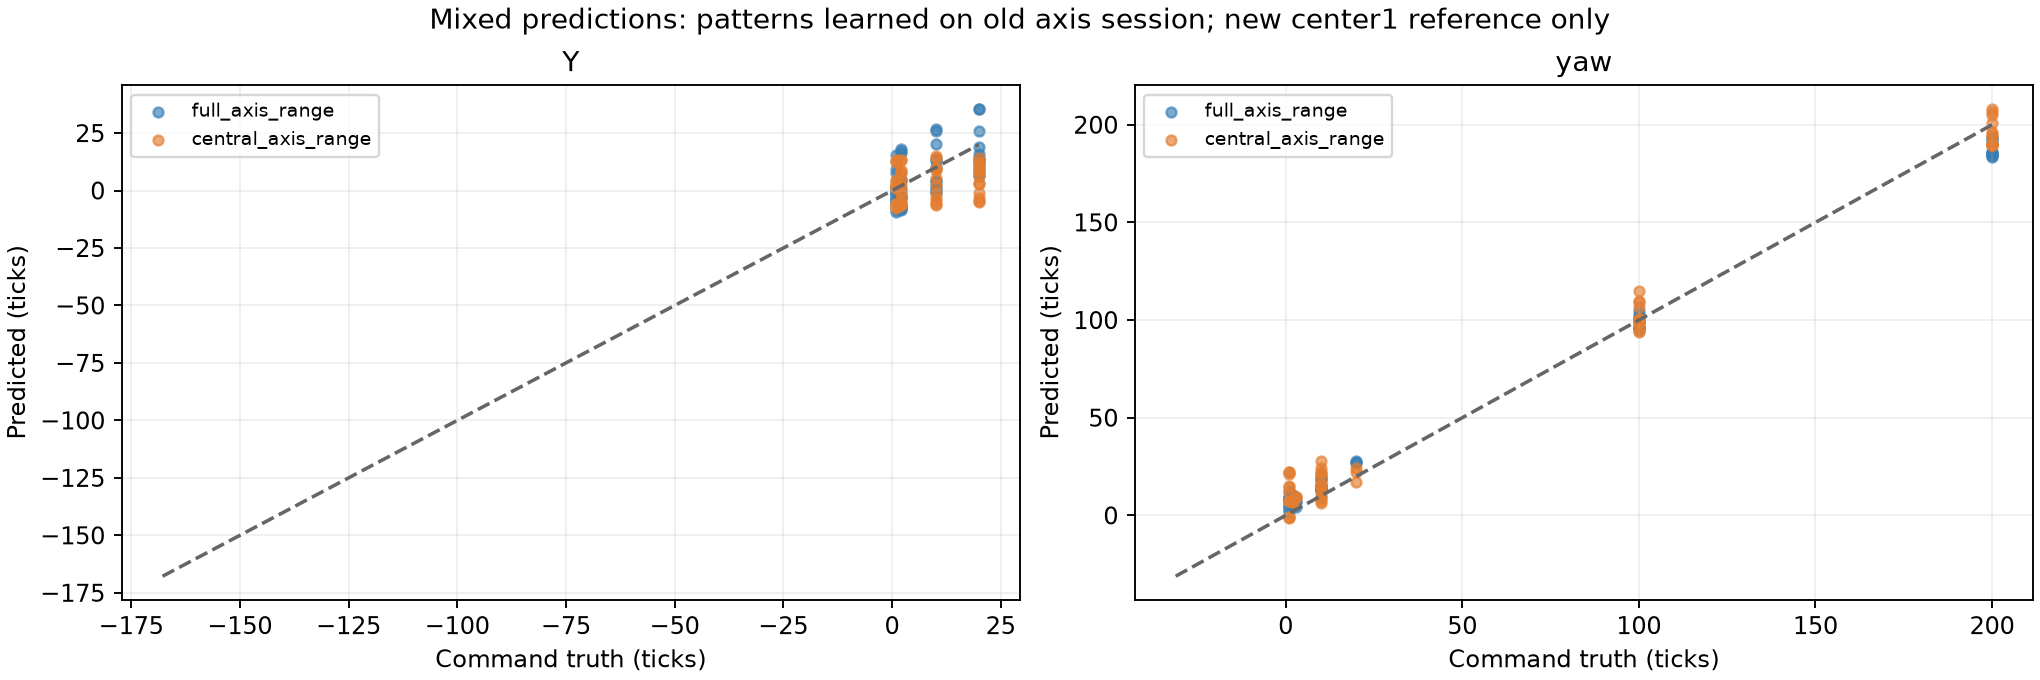 Mixed predictions: patterns learned on old axis session; new center1 reference only
Y
full_axis_range
central_axis_range
Predicted (ticks)
25
0
−25
−50
−75
−100
−125
−150
−175
−175
−150
−125
−100
−75
−50
−25
0
25
Command truth (ticks)
yaw
full_axis_range
central_axis_range
Predicted (ticks)
200
150
100
50
0
0
50
100
150
200
Command truth (ticks)